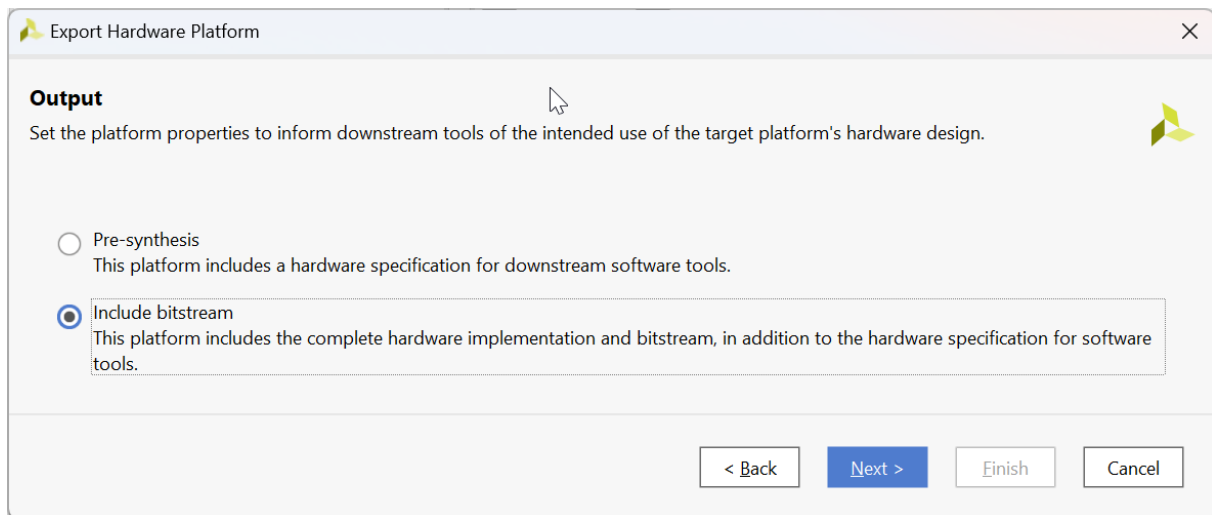 Export Hardware Platform
Output
Set the platform properties to inform downstream tools of the intended use of the target platform's hardware design.
Pre-synthesis
This platform includes a hardware specification for downstream software tools.
Include bitstream
This platform includes the complete hardware implementation and bitstream, in addition to the hardware specification for software
tools.
< Back
Next >
Finish
Cancel